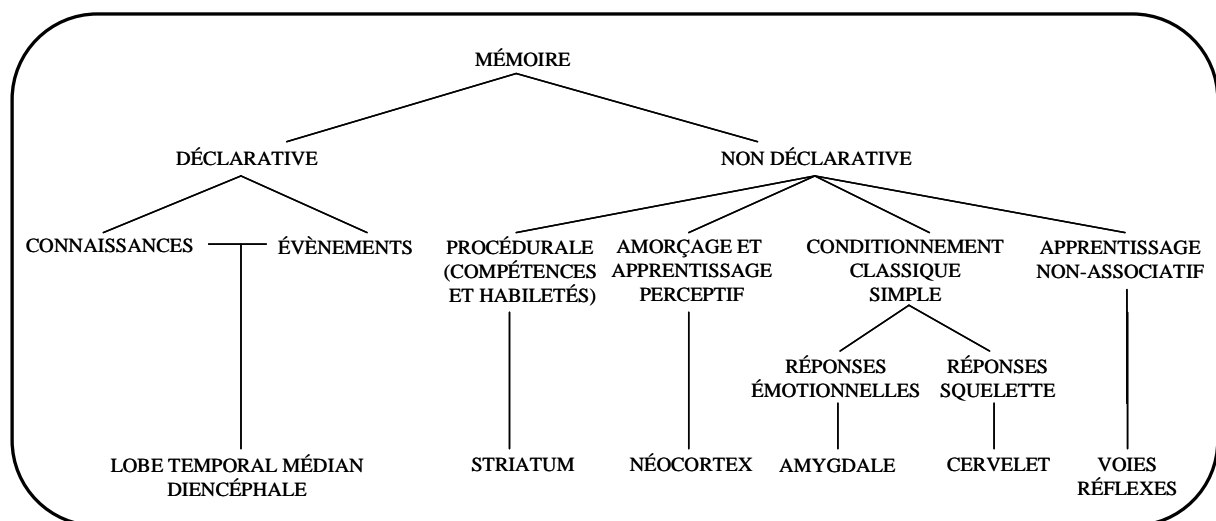 MÉMOIRE
DÉCLARATIVE
NON DÉCLARATIVE
CONNAISSANCES
ÉVÈNEMENTS
PROCÉDURALE
(COMPÉTENCES
ET HABILETÉS)
AMORÇAGE ET
APPRENTISSAGE
PERCEPTIF
CONDITIONNEMENT
CLASSIQUE
SIMPLE
APPRENTISSAGE
NON-ASSOCIATIF
RÉPONSES
ÉMOTIONNELLES
RÉPONSES
SQUELETTE
LOBE TEMPORAL MÉDIAN
DIENCÉPHALE
STRIATUM
NÉOCORTEX
AMYGDALE
CERVELET
VOIES
RÉFLEXES